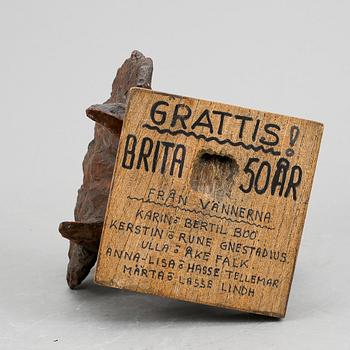 GRATTIS!
BRITA 50 ÅR
FRÅN VÄNNERNA
KARIN o BERTIL BOO
KERSTIN o RUNE GNESTADIUS
ULLA o ÅKE FALK
ANNA-LISA o HASSE TELLEMAR
MÄRTA o LASSE LINDH